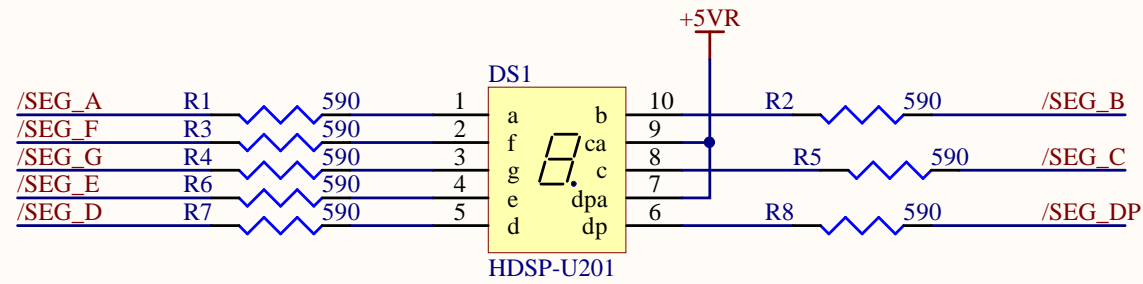 +5VR
DS1
/SEG_A R1 590 1 a b 10 R2 590 /SEG_B
/SEG_F R3 590 2 f ca 9
/SEG_G R4 590 3 g c 8 R5 590 /SEG_C
/SEG_E R6 590 4 e dpa 7
/SEG_D R7 590 5 d dp 6 R8 590 /SEG_DP
HDSP-U201